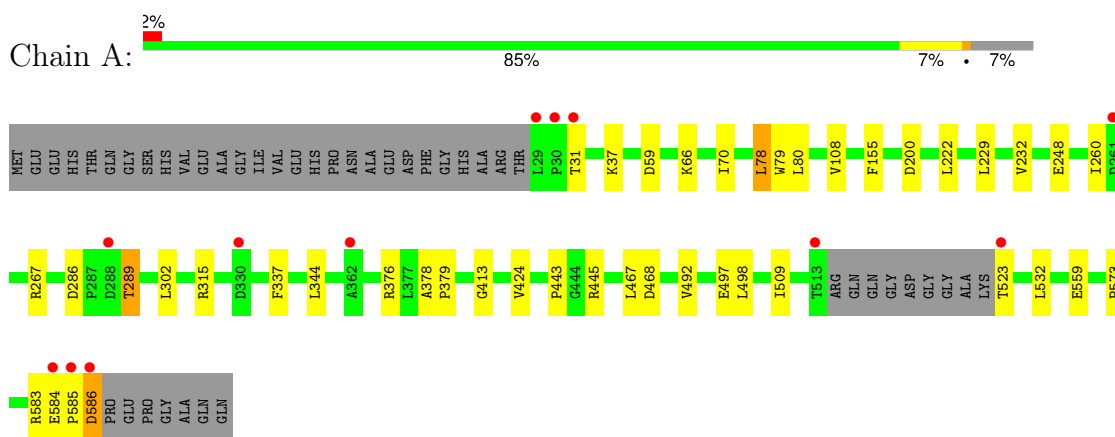 2%
Chain A:
85% 7% • 7%
MET GLU GLU HIS THR GLN GLY SER HIS VAL GLU ALA GLY ILE VAL GLU HIS PRO ASN ALA GLU ASP PHE GLY HIS ALA ARG THR L29 P30 T31 K37 D59 K66 I70 L78 W79 L80 V108 F155 D200 L222 L229 V232 E248 I260 D261
R267 D286 P287 D288 T289 L302 R315 D330 F337 L344 A362 R376 L377 A378 P379 G413 V424 P443 G444 R445 L467 D468 V492 E497 L498 I509 T513 ARG GLN GLN GLY ASP GLY GLY ALA LYS T523 L532 E559
R583 E584 P585 D586 PRO GLU PRO GLY ALA GLN GLN